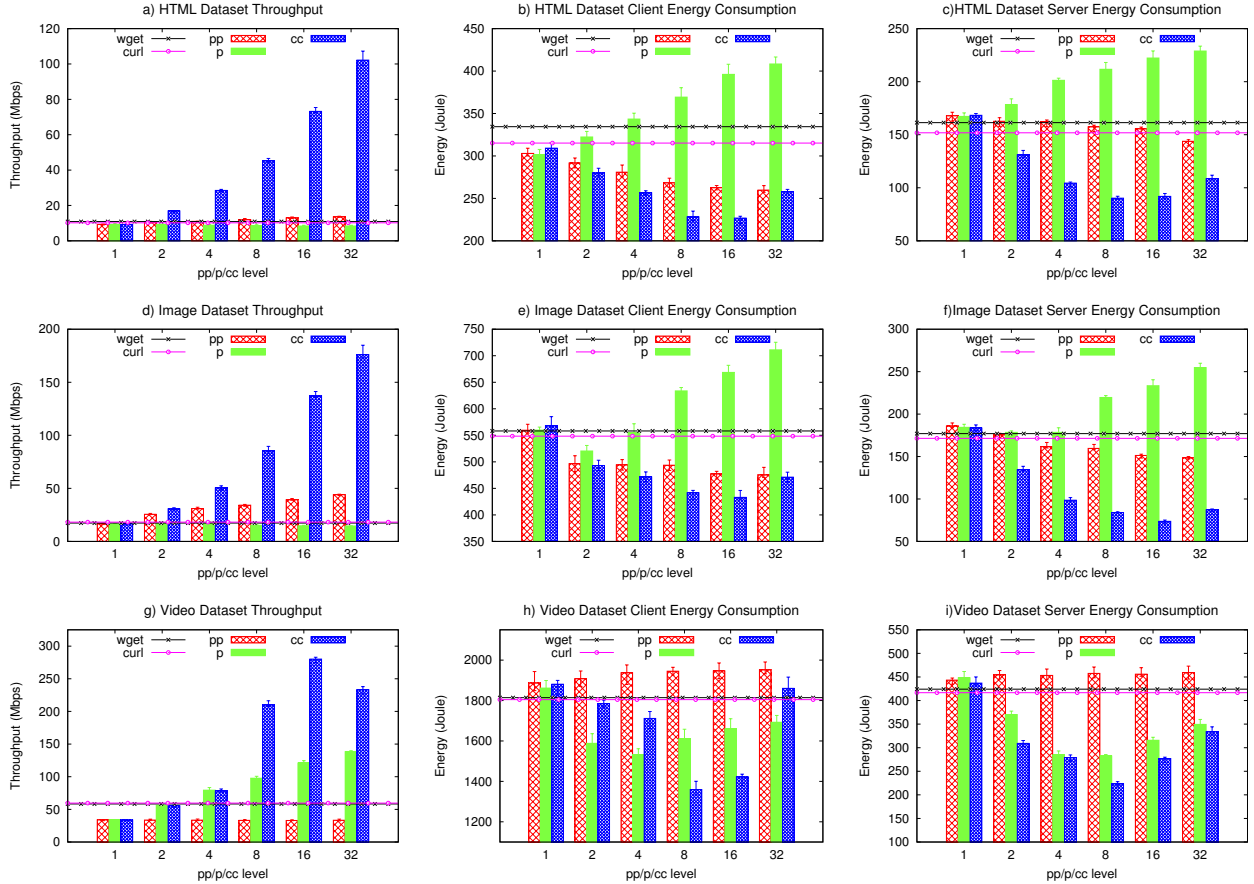 a) HTML Dataset Throughput
Throughput (Mbps)
120
100
80
60
40
20
0
wget
curl
pp
p
cc
1 2 4 8 16 32
pp/p/cc level
b) HTML Dataset Client Energy Consumption
Energy (Joule)
450
400
350
300
250
200
wget
curl
pp
p
cc
1 2 4 8 16 32
pp/p/cc level
c)HTML Dataset Server Energy Consumption
Energy (Joule)
250
200
150
100
50
wget
curl
pp
p
cc
1 2 4 8 16 32
pp/p/cc level
d) Image Dataset Throughput
Throughput (Mbps)
200
150
100
50
0
wget
curl
pp
p
cc
1 2 4 8 16 32
pp/p/cc level
e) Image Dataset Client Energy Consumption
Energy (Joule)
750
700
650
600
550
500
450
400
350
wget
curl
pp
p
cc
1 2 4 8 16 32
pp/p/cc level
f)Image Dataset Server Energy Consumption
Energy (Joule)
300
250
200
150
100
50
wget
curl
pp
p
cc
1 2 4 8 16 32
pp/p/cc level
g) Video Dataset Throughput
Throughput (Mbps)
300
250
200
150
100
50
0
wget
curl
pp
p
cc
1 2 4 8 16 32
pp/p/cc level
h) Video Dataset Client Energy Consumption
Energy (Joule)
2000
1800
1600
1400
1200
wget
curl
pp
p
cc
1 2 4 8 16 32
pp/p/cc level
i)Video Dataset Server Energy Consumption
Energy (Joule)
550
500
450
400
350
300
250
200
150
100
wget
curl
pp
p
cc
1 2 4 8 16 32
pp/p/cc level